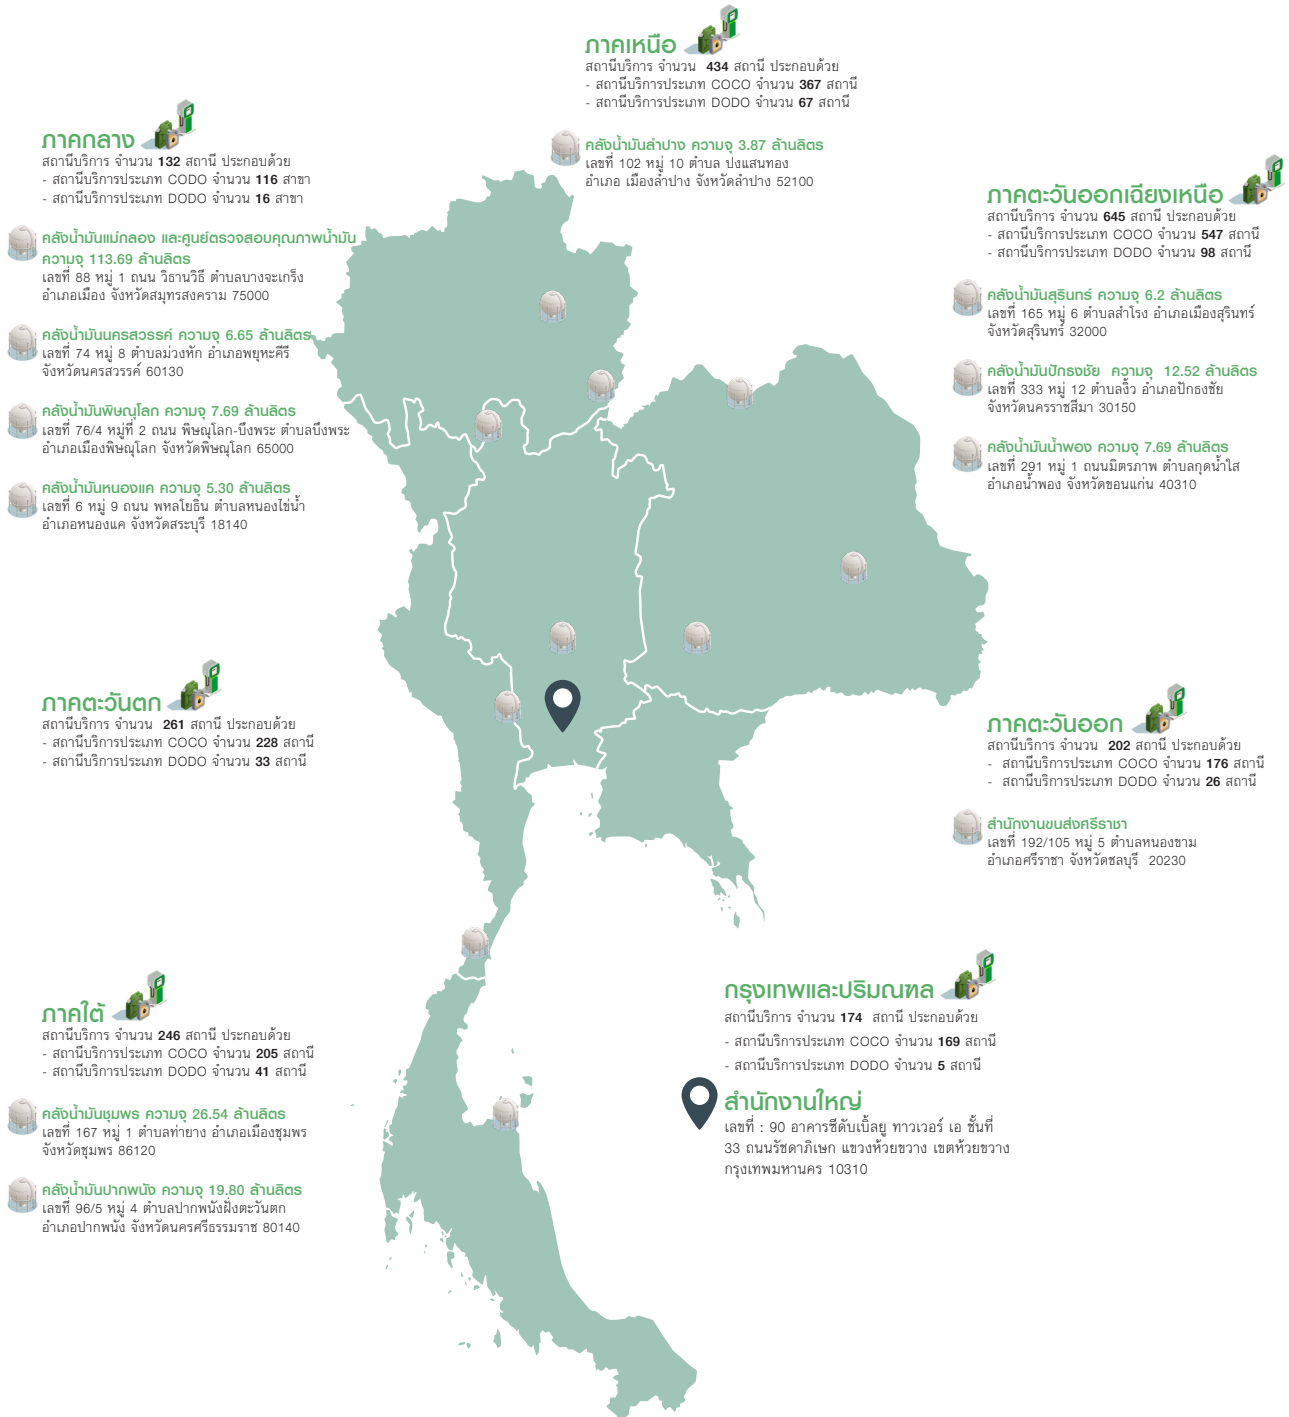 ภาคเหนือ
สถานีบริการ จำนวน 434 สถานี ประกอบด้วย
- สถานีบริการประเภท COCO จำนวน 367 สถานี
- สถานีบริการประเภท DODO จำนวน 67 สถานี
คลังน้ำมันลำปาง ความจุ 3.87 ล้านลิตร
เลขที่ 102 หมู่ 10 ตำบล ปงแสนทอง
อำเภอ เมืองลำปาง จังหวัดลำปาง 52100
ภาคกลาง
สถานีบริการ จำนวน 132 สถานี ประกอบด้วย
- สถานีบริการประเภท CODO จำนวน 116 สาขา
- สถานีบริการประเภท DODO จำนวน 16 สาขา
คลังน้ำมันแม่กลอง และศูนย์ตรวจสอบคุณภาพน้ำมัน
ความจุ 113.69 ล้านลิตร
เลขที่ 88 หมู่ 1 ถนน วิธานวิธี ตำบลบางจะเกร็ง
อำเภอเมือง จังหวัดสมุทรสงคราม 75000
คลังน้ำมันนครสวรรค์ ความจุ 6.65 ล้านลิตร
เลขที่ 74 หมู่ 8 ตำบลม่วงหัก อำเภอพยุหะคีรี
จังหวัดนครสวรรค์ 60130
คลังน้ำมันพิษณุโลก ความจุ 7.69 ล้านลิตร
เลขที่ 76/4 หมู่ที่ 2 ถนน พิษณุโลก-บึงพระ ตำบลบึงพระ
อำเภอเมืองพิษณุโลก จังหวัดพิษณุโลก 65000
คลังน้ำมันหนองแค ความจุ 5.30 ล้านลิตร
เลขที่ 6 หมู่ 9 ถนน พหลโยธิน ตำบลหนองไข่น้ำ
อำเภอหนองแค จังหวัดสระบุรี 18140
ภาคตะวันออกเฉียงเหนือ
สถานีบริการ จำนวน 645 สถานี ประกอบด้วย
- สถานีบริการประเภท COCO จำนวน 547 สถานี
- สถานีบริการประเภท DODO จำนวน 98 สถานี
คลังน้ำมันสุรินทร์ ความจุ 6.2 ล้านลิตร
เลขที่ 165 หมู่ 6 ตำบลสำโรง อำเภอเมืองสุรินทร์
จังหวัดสุรินทร์ 32000
คลังน้ำมันปักธงชัย ความจุ 12.52 ล้านลิตร
เลขที่ 333 หมู่ 12 ตำบลงิ้ว อำเภอปักธงชัย
จังหวัดนครราชสีมา 30150
คลังน้ำมันน้ำพอง ความจุ 7.69 ล้านลิตร
เลขที่ 291 หมู่ 1 ถนนมิตรภาพ ตำบลกุดน้ำใส
อำเภอน้ำพอง จังหวัดขอนแก่น 40310
ภาคตะวันตก
สถานีบริการ จำนวน 261 สถานี ประกอบด้วย
- สถานีบริการประเภท COCO จำนวน 228 สถานี
- สถานีบริการประเภท DODO จำนวน 33 สถานี
ภาคตะวันออก
สถานีบริการ จำนวน 202 สถานี ประกอบด้วย
- สถานีบริการประเภท COCO จำนวน 176 สถานี
- สถานีบริการประเภท DODO จำนวน 26 สถานี
สำนักงานขนส่งศรีราชา
เลขที่ 192/105 หมู่ 5 ตำบลหนองขาม
อำเภอศรีราชา จังหวัดชลบุรี 20230
ภาคใต้
สถานีบริการ จำนวน 246 สถานี ประกอบด้วย
- สถานีบริการประเภท COCO จำนวน 205 สถานี
- สถานีบริการประเภท DODO จำนวน 41 สถานี
คลังน้ำมันชุมพร ความจุ 26.54 ล้านลิตร
เลขที่ 167 หมู่ 1 ตำบลท่ายาง อำเภอเมืองชุมพร
จังหวัดชุมพร 86120
คลังน้ำมันปากพนัง ความจุ 19.80 ล้านลิตร
เลขที่ 96/5 หมู่ 4 ตำบลปากพนังฝั่งตะวันตก
อำเภอปากพนัง จังหวัดนครศรีธรรมราช 80140
กรุงเทพและปริมณฑล
สถานีบริการ จำนวน 174 สถานี ประกอบด้วย
- สถานีบริการประเภท COCO จำนวน 169 สถานี
- สถานีบริการประเภท DODO จำนวน 5 สถานี
สำนักงานใหญ่
เลขที่ : 90 อาคารซีดับเบิ้ลยู ทาวเวอร์ เอ ชั้นที่
33 ถนนรัชดาภิเษก แขวงห้วยขวาง เขตห้วยขวาง
กรุงเทพมหานคร 10310